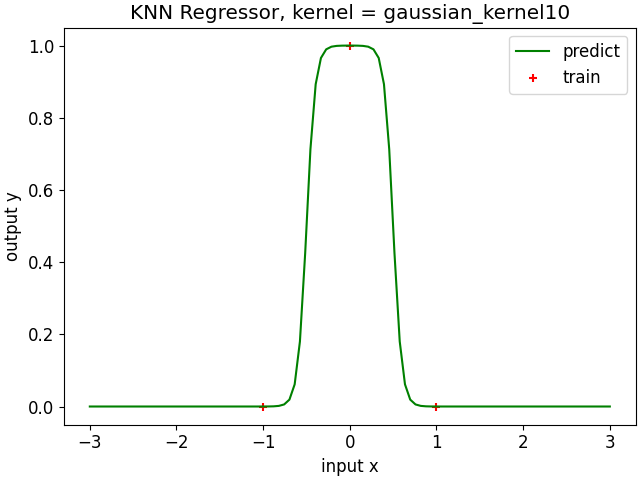 KNN Regressor, kernel = gaussian_kernel10
predict
train
output y
1.0
0.8
0.6
0.4
0.2
0.0
−3 −2 −1 0 1 2 3
input x